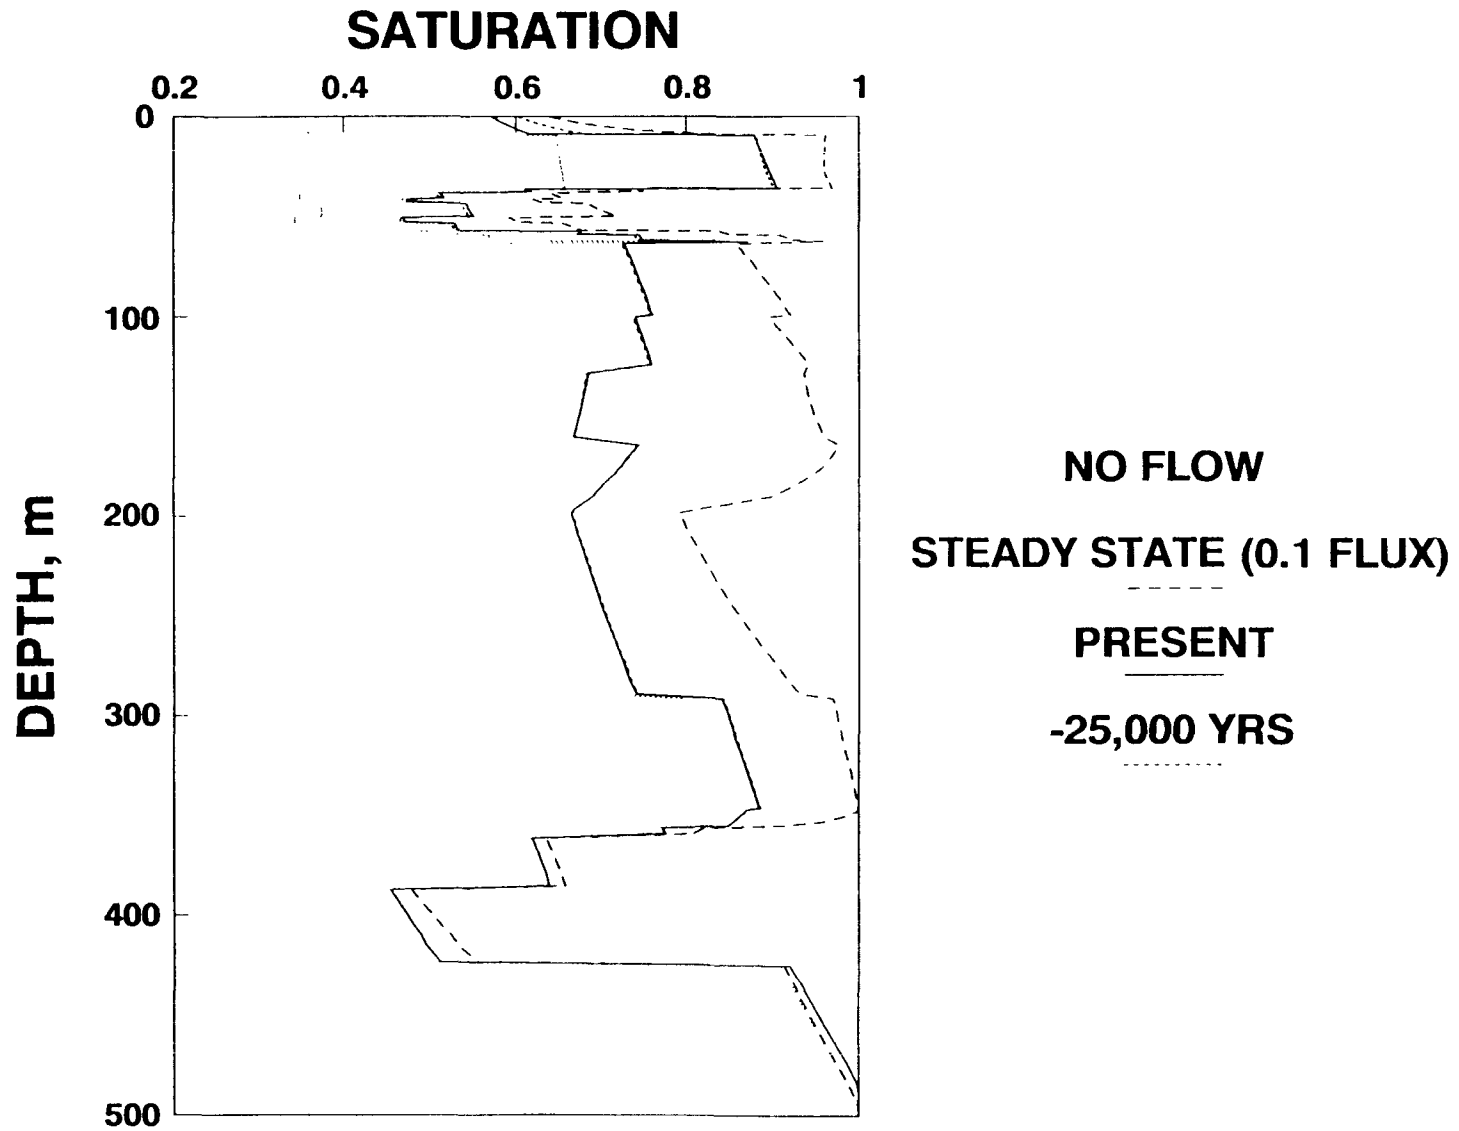 SATURATION
0.2 0.4 0.6 0.8 1
0
100
200
300
400
500
DEPTH, m
NO FLOW
STEADY STATE (0.1 FLUX)
PRESENT
-25,000 YRS